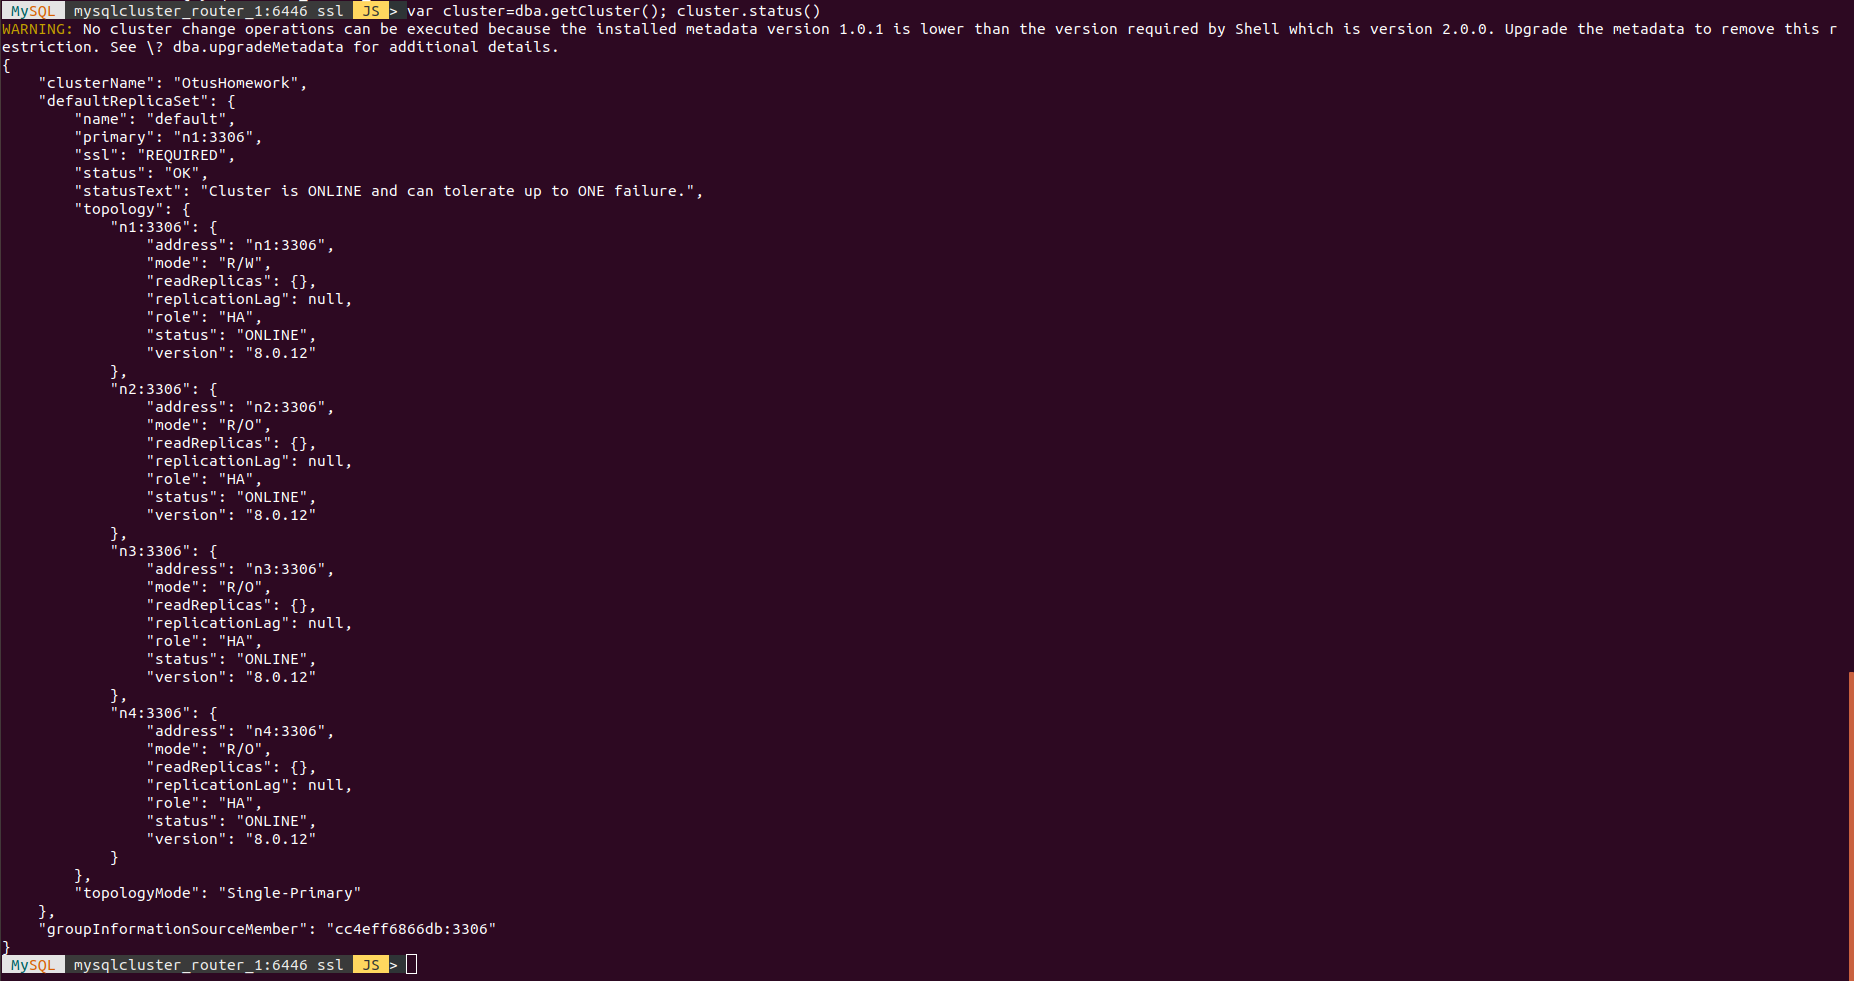 MySQL mysqlcluster_router_1:6446 ssl JS > var cluster=dba.getCluster(); cluster.status()
WARNING: No cluster change operations can be executed because the installed metadata version 1.0.1 is lower than the version required by Shell which is version 2.0.0. Upgrade the metadata to remove this r
estriction. See \? dba.upgradeMetadata for additional details.
{
    "clusterName": "OtusHomework",
    "defaultReplicaSet": {
        "name": "default",
        "primary": "n1:3306",
        "ssl": "REQUIRED",
        "status": "OK",
        "statusText": "Cluster is ONLINE and can tolerate up to ONE failure.",
        "topology": {
            "n1:3306": {
                "address": "n1:3306",
                "mode": "R/W",
                "readReplicas": {},
                "replicationLag": null,
                "role": "HA",
                "status": "ONLINE",
                "version": "8.0.12"
            },
            "n2:3306": {
                "address": "n2:3306",
                "mode": "R/O",
                "readReplicas": {},
                "replicationLag": null,
                "role": "HA",
                "status": "ONLINE",
                "version": "8.0.12"
            },
            "n3:3306": {
                "address": "n3:3306",
                "mode": "R/O",
                "readReplicas": {},
                "replicationLag": null,
                "role": "HA",
                "status": "ONLINE",
                "version": "8.0.12"
            },
            "n4:3306": {
                "address": "n4:3306",
                "mode": "R/O",
                "readReplicas": {},
                "replicationLag": null,
                "role": "HA",
                "status": "ONLINE",
                "version": "8.0.12"
            }
        },
        "topologyMode": "Single-Primary"
    },
    "groupInformationSourceMember": "cc4eff6866db:3306"
}
MySQL mysqlcluster_router_1:6446 ssl JS >